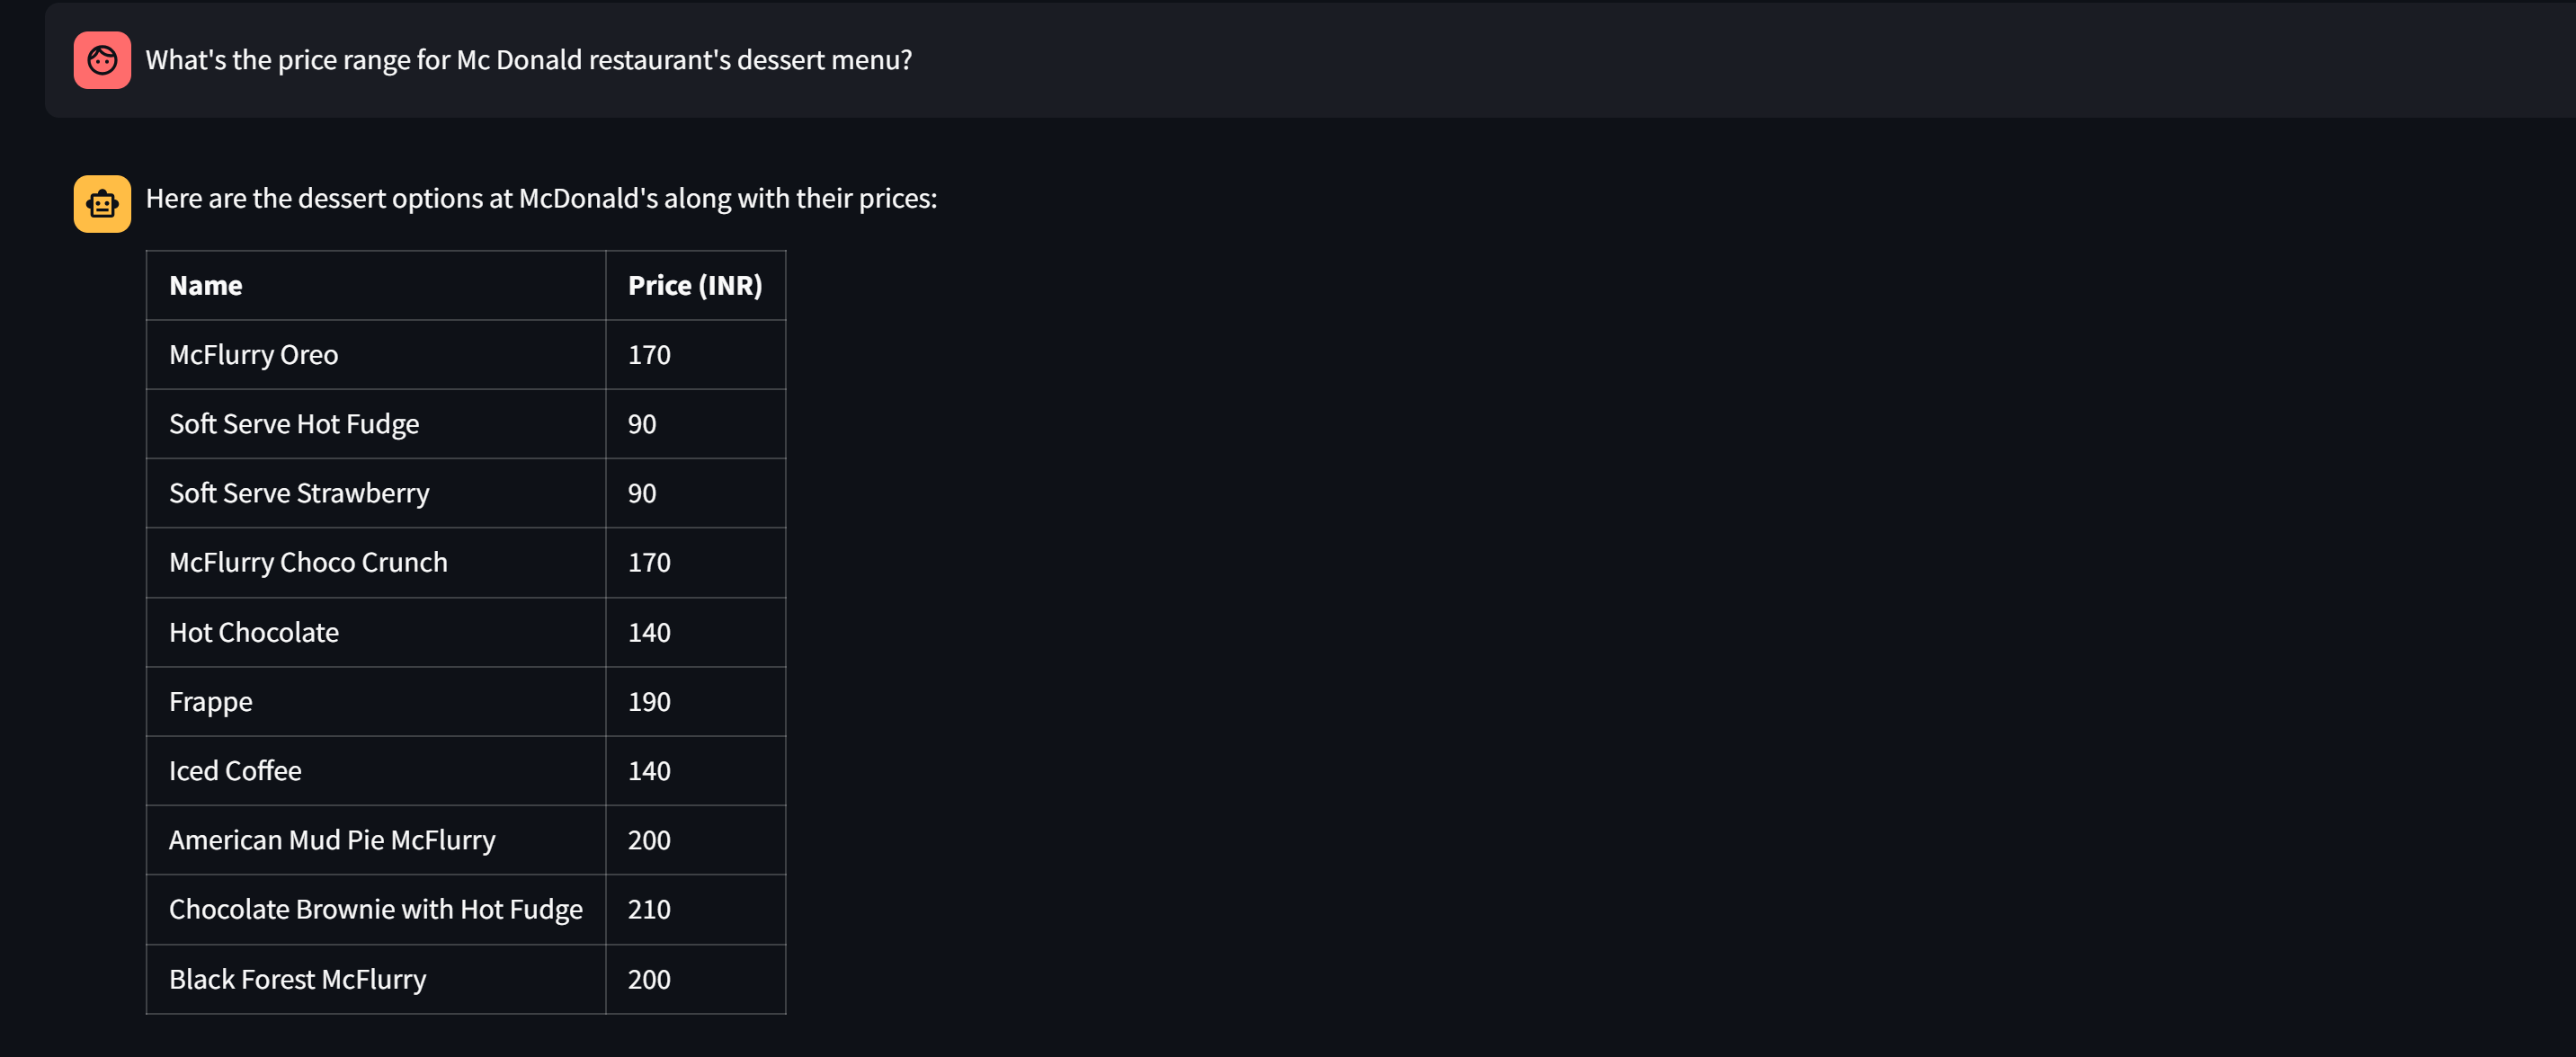 What's the price range for Mc Donald restaurant's dessert menu?
Here are the dessert options at McDonald's along with their prices:
Name Price (INR)
McFlurry Oreo 170
Soft Serve Hot Fudge 90
Soft Serve Strawberry 90
McFlurry Choco Crunch 170
Hot Chocolate 140
Frappe 190
Iced Coffee 140
American Mud Pie McFlurry 200
Chocolate Brownie with Hot Fudge 210
Black Forest McFlurry 200